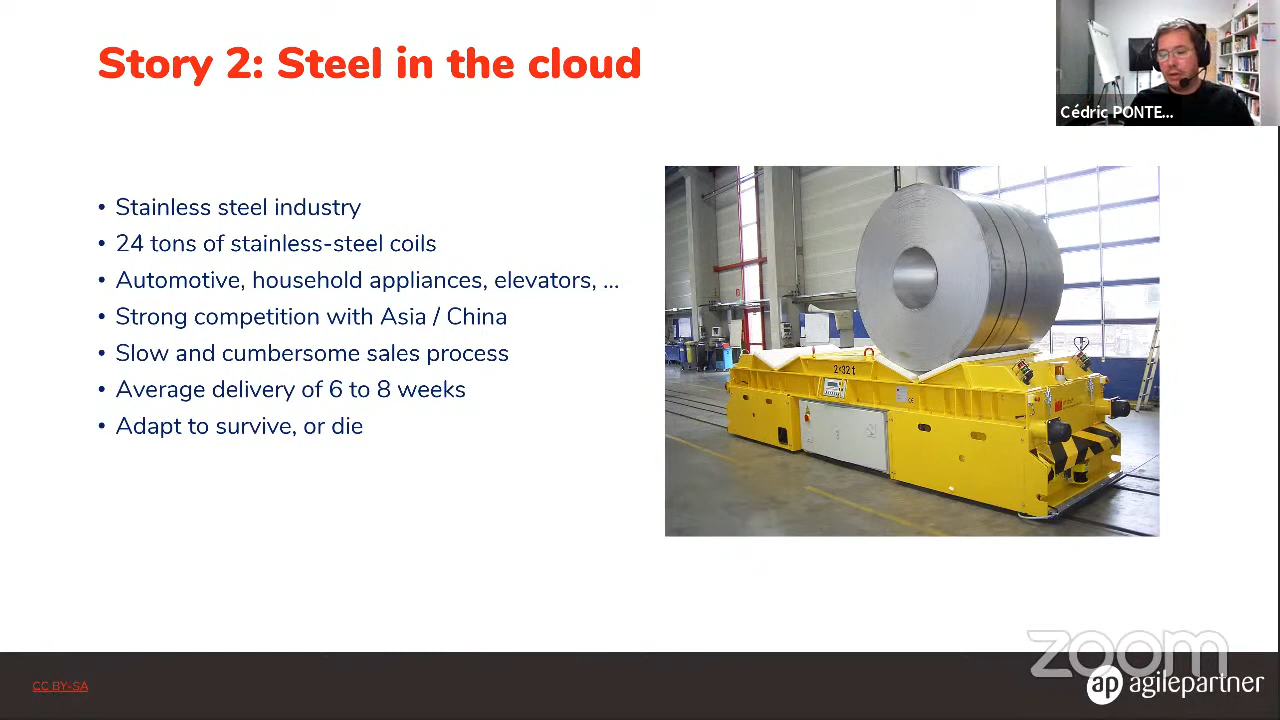 Story 2: Steel in the cloud
Cédric PONTE...
• Stainless steel industry
• 24 tons of stainless-steel coils
• Automotive, household appliances, elevators, ...
• Strong competition with Asia / China
• Slow and cumbersome sales process
• Average delivery of 6 to 8 weeks
• Adapt to survive, or die
2x32 t
zoom
CC BY-SA
ap agilepartner